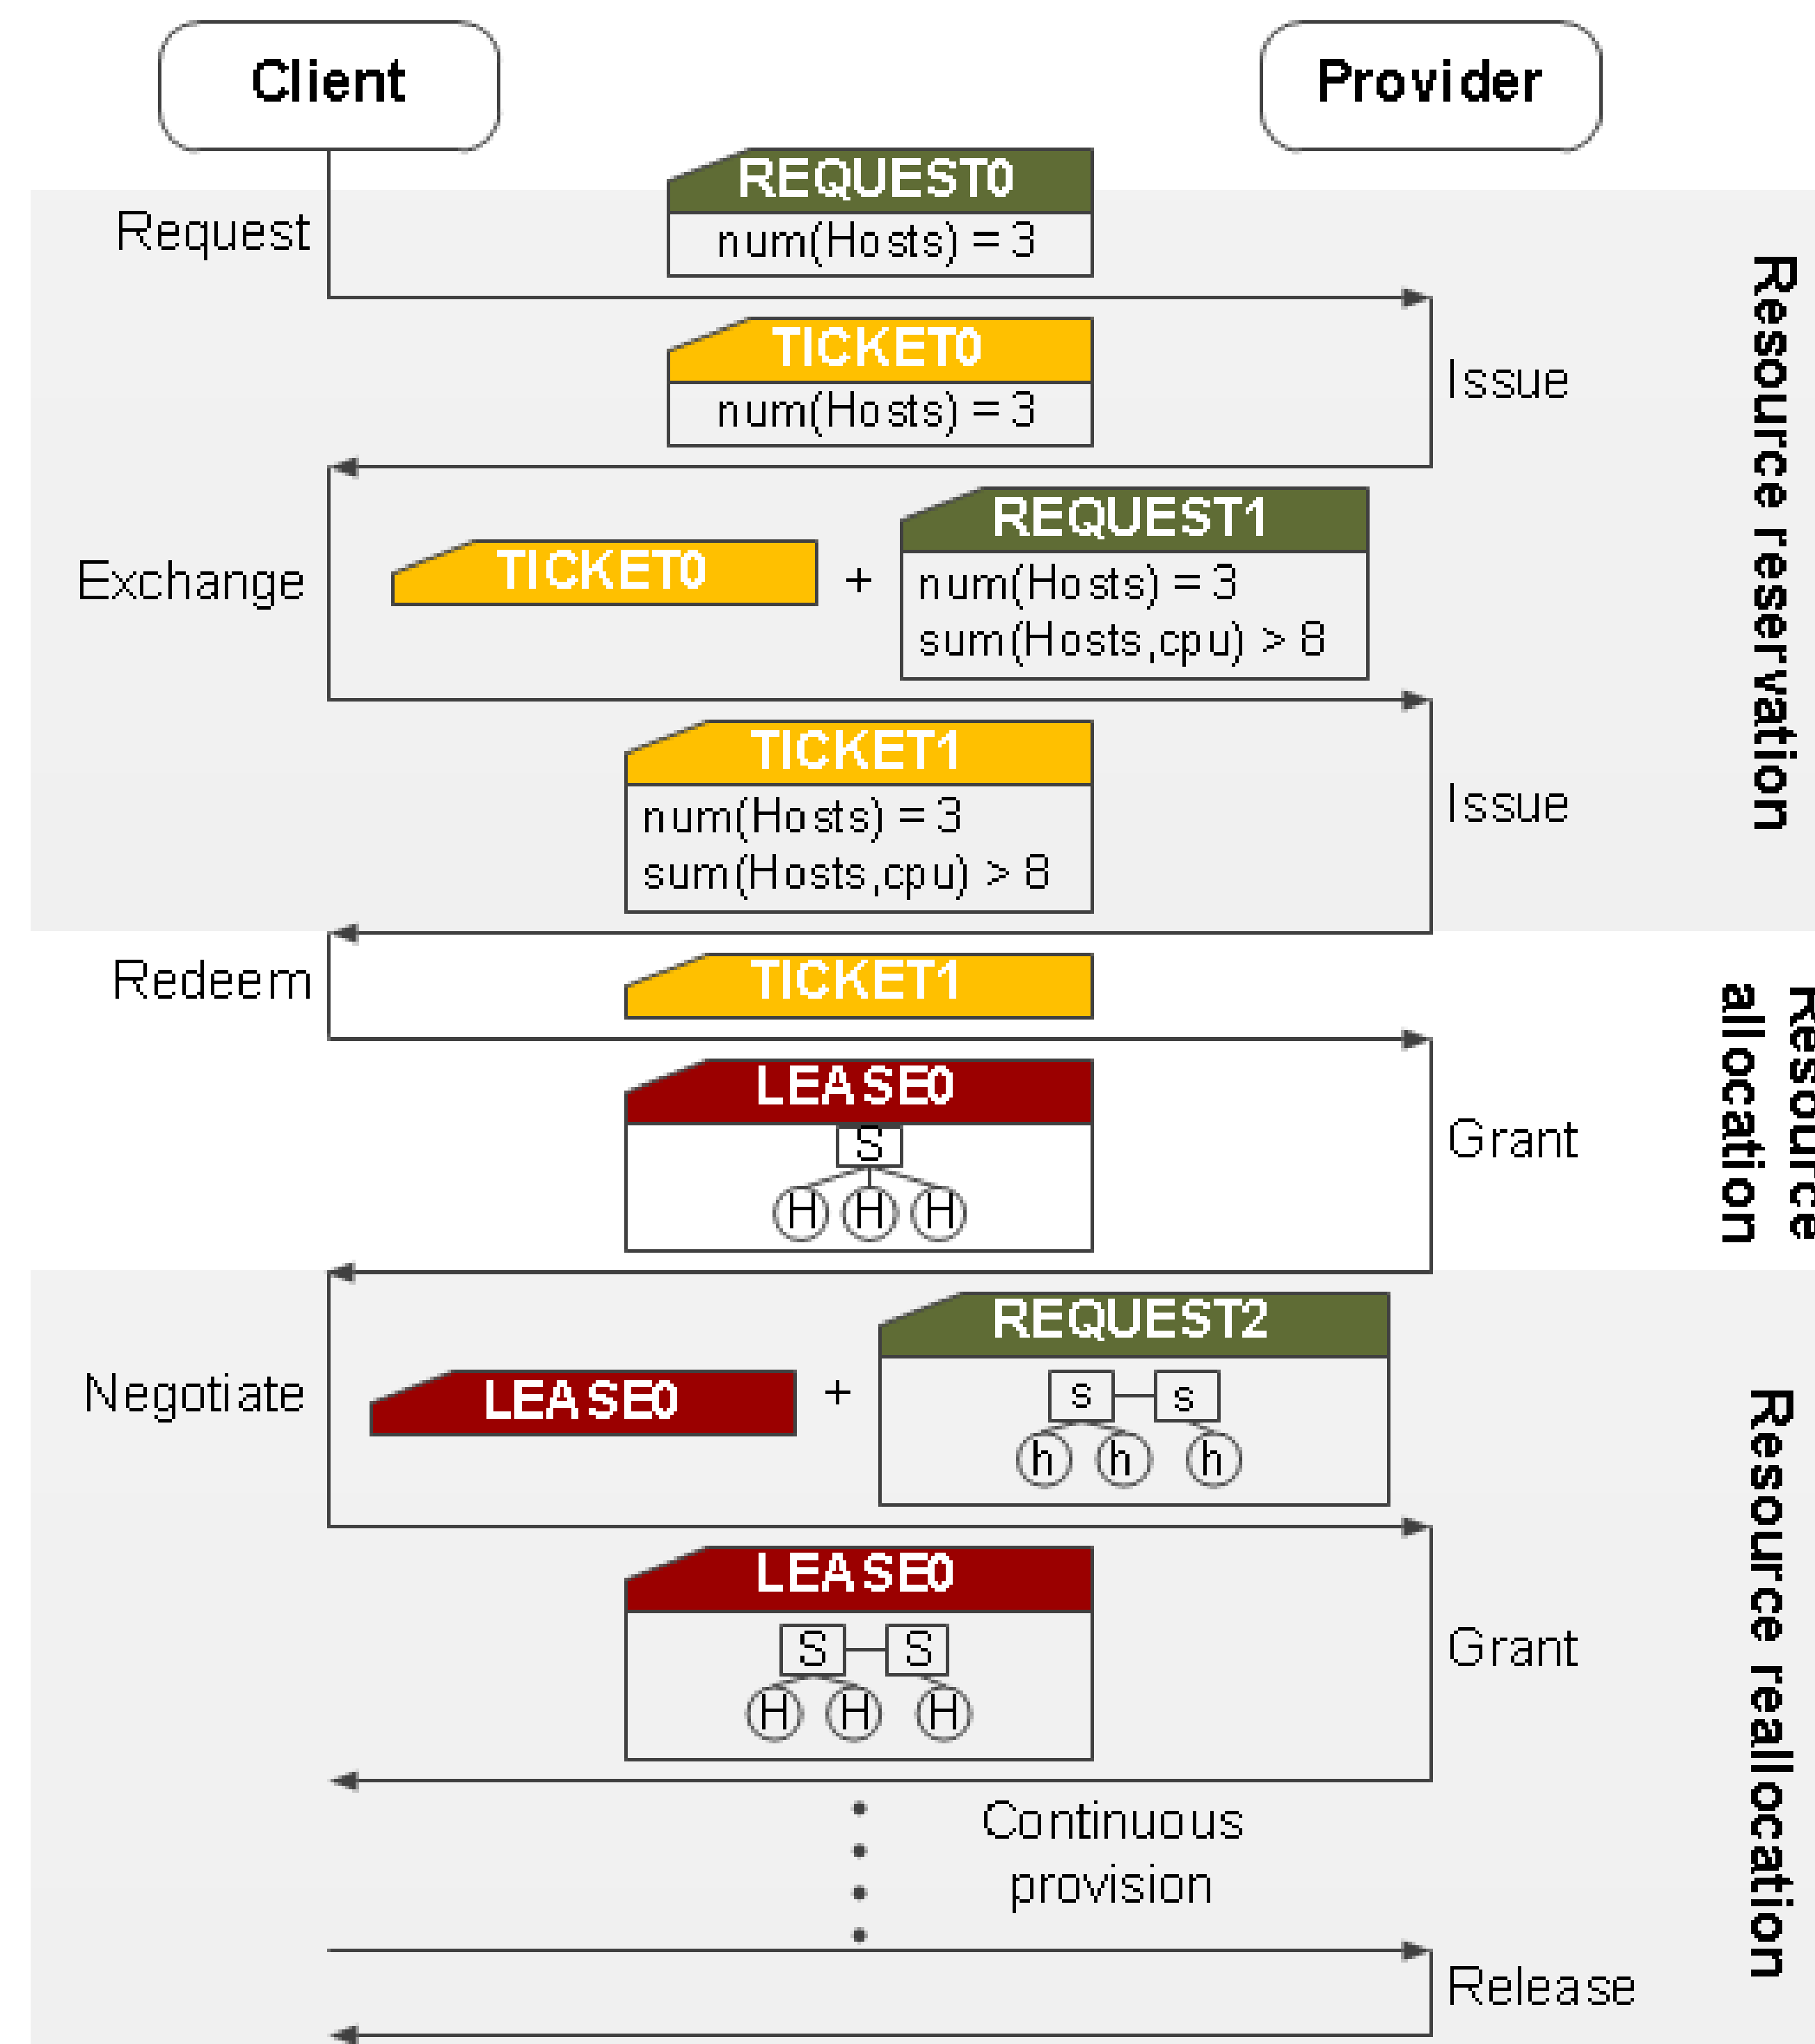 Client
Provider
REQUEST0
Request
num(Hosts) = 3
TICKET0
Issue
num(Hosts) = 3
REQUEST1
Exchange
TICKET0
+
num(Hosts) = 3
sum(Hosts,cpu) > 8
TICKET1
Issue
num(Hosts) = 3
sum(Hosts,cpu) > 8
Resource reservation
Redeem
TICKET1
LEASE0
Grant
S
H H H
Resource
allocation
REQUEST2
Negotiate
LEASE0
+
s s
h h h
LEASE0
Grant
S S
H H H
Continuous
provision
Release
Resource reallocation